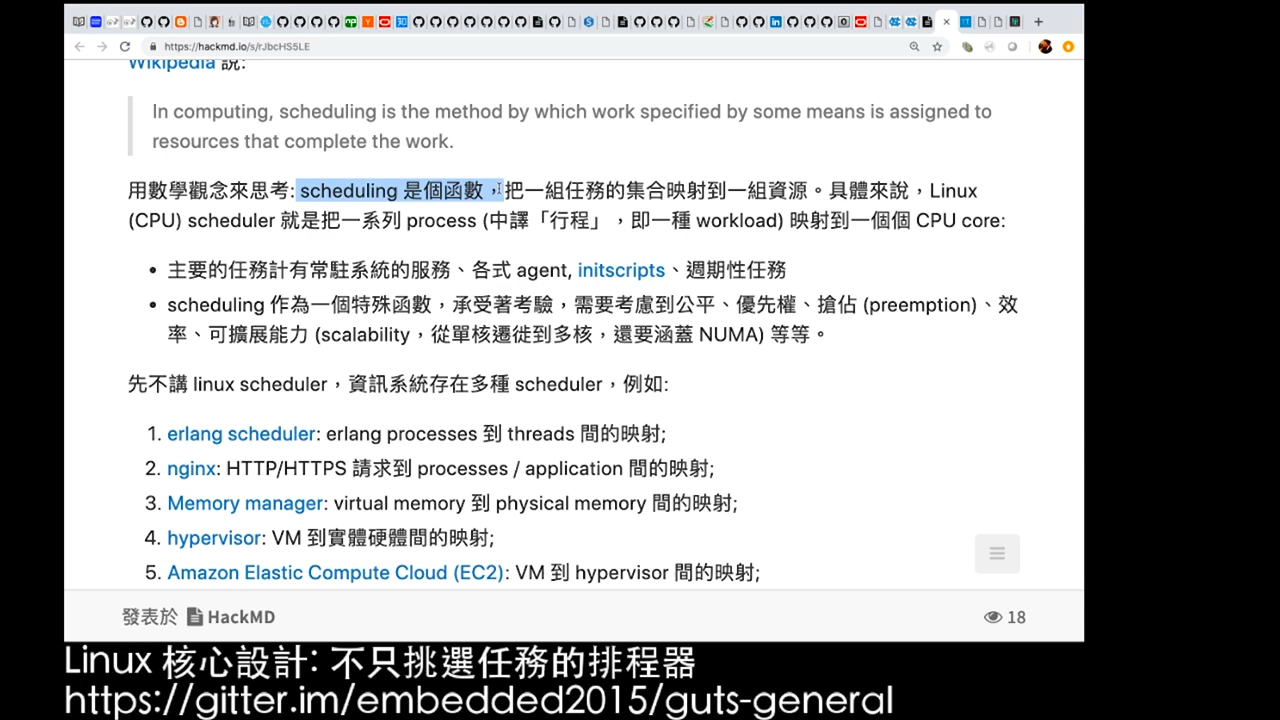 https://hackmd.io/s/rJbcHS5LE
Wikipedia 說:
In computing, scheduling is the method by which work specified by some means is assigned to
resources that complete the work.
用數學觀念來思考: scheduling 是個函數，把一組任務的集合映射到一組資源。具體來說，Linux
(CPU) scheduler 就是把一系列 process (中譯「行程」，即一種 workload) 映射到一個個 CPU core:
• 主要的任務計有常駐系統的服務、各式 agent, initscripts、週期性任務
• scheduling 作為一個特殊函數，承受著考驗，需要考慮到公平、優先權、搶佔 (preemption)、效
率、可擴展能力 (scalability，從單核遷徙到多核，還要涵蓋 NUMA) 等等。
先不講 linux scheduler，資訊系統存在多種 scheduler，例如:
1. erlang scheduler: erlang processes 到 threads 間的映射;
2. nginx: HTTP/HTTPS 請求到 processes / application 間的映射;
3. Memory manager: virtual memory 到 physical memory 間的映射;
4. hypervisor: VM 到實體硬體間的映射;
5. Amazon Elastic Compute Cloud (EC2): VM 到 hypervisor 間的映射;
發表於 HackMD 18
Linux 核心設計: 不只挑選任務的排程器
https://gitter.im/embedded2015/guts-general